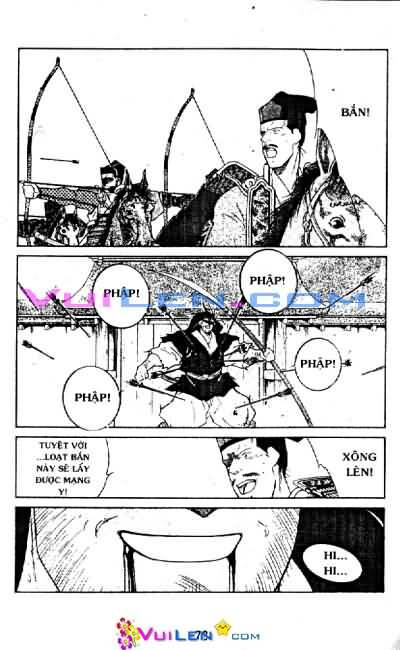 BẮN!
PHẬP!
PHẬP!
VuiLen.com
PHẬP!
PHẬP!
TUYỆT VỜI
...LOẠT BẮN
NÀY SẼ LẤY
ĐƯỢC MẠNG
Y!
XÔNG
LÊN!
HI...
HI...
VuiLen.com